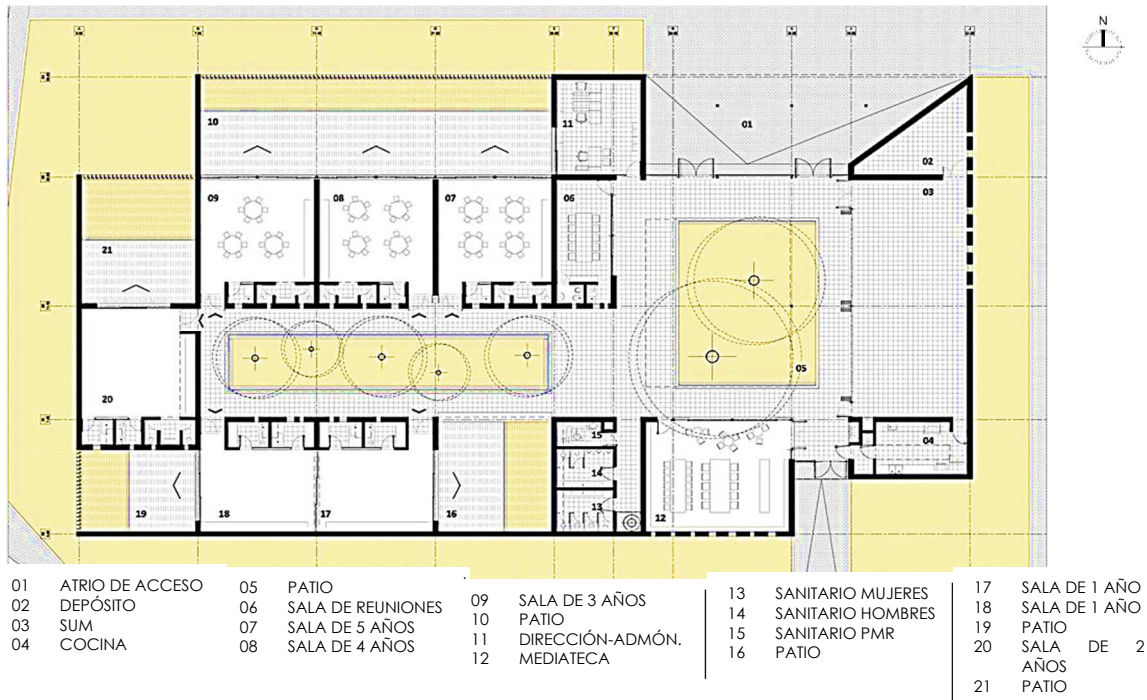 N
01
10
11
02
03
09
08
07
06
21
05
20
04
15
14
13
12
19
18
17
16
01 ATRIO DE ACCESO
02 DEPÓSITO
03 SUM
04 COCINA
05 PATIO
06 SALA DE REUNIONES
07 SALA DE 5 AÑOS
08 SALA DE 4 AÑOS
09 SALA DE 3 AÑOS
10 PATIO
11 DIRECCIÓN-ADMÓN.
12 MEDIATECA
13 SANITARIO MUJERES
14 SANITARIO HOMBRES
15 SANITARIO PMR
16 PATIO
17 SALA DE 1 AÑO
18 SALA DE 1 AÑO
19 PATIO
20 SALA DE 2
AÑOS
21 PATIO